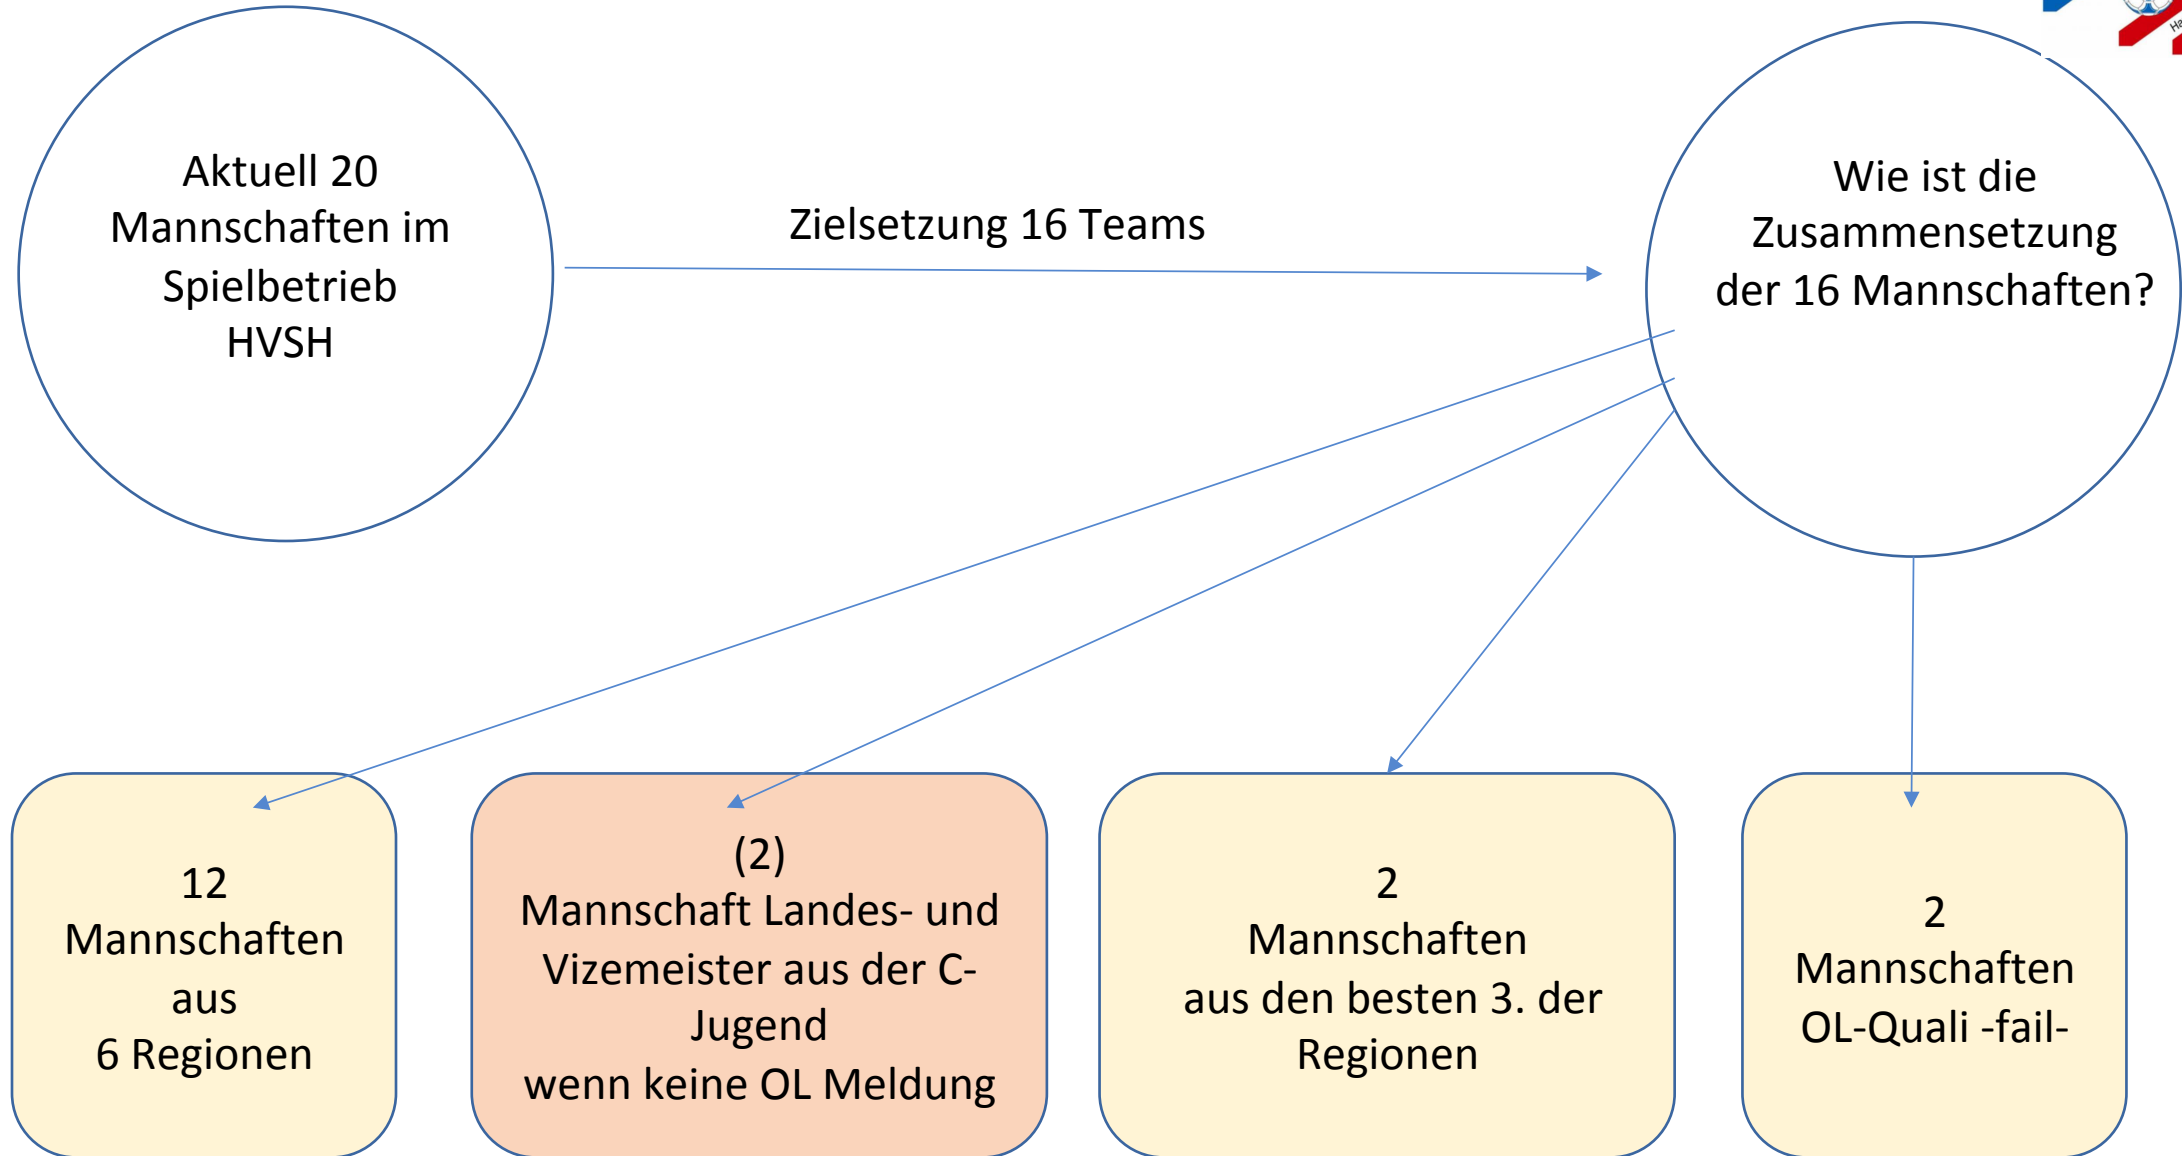 Aktuell 20
Mannschaften im
Spielbetrieb
HVSH
Zielsetzung 16 Teams
Wie ist die
Zusammensetzung
der 16 Mannschaften?
12
Mannschaften
aus
6 Regionen
(2)
Mannschaft Landes- und
Vizemeister aus der C-
Jugend
wenn keine OL Meldung
2
Mannschaften
aus den besten 3. der
Regionen
2
Mannschaften
OL-Quali -fail-